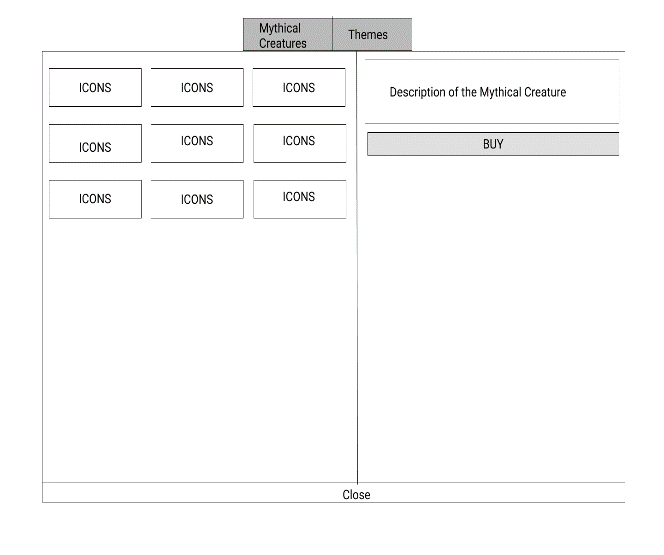 Mythical
Creatures
Themes
ICONS
ICONS
ICONS
Description of the Mythical Creature
BUY
ICONS
ICONS
ICONS
ICONS
ICONS
ICONS
Close